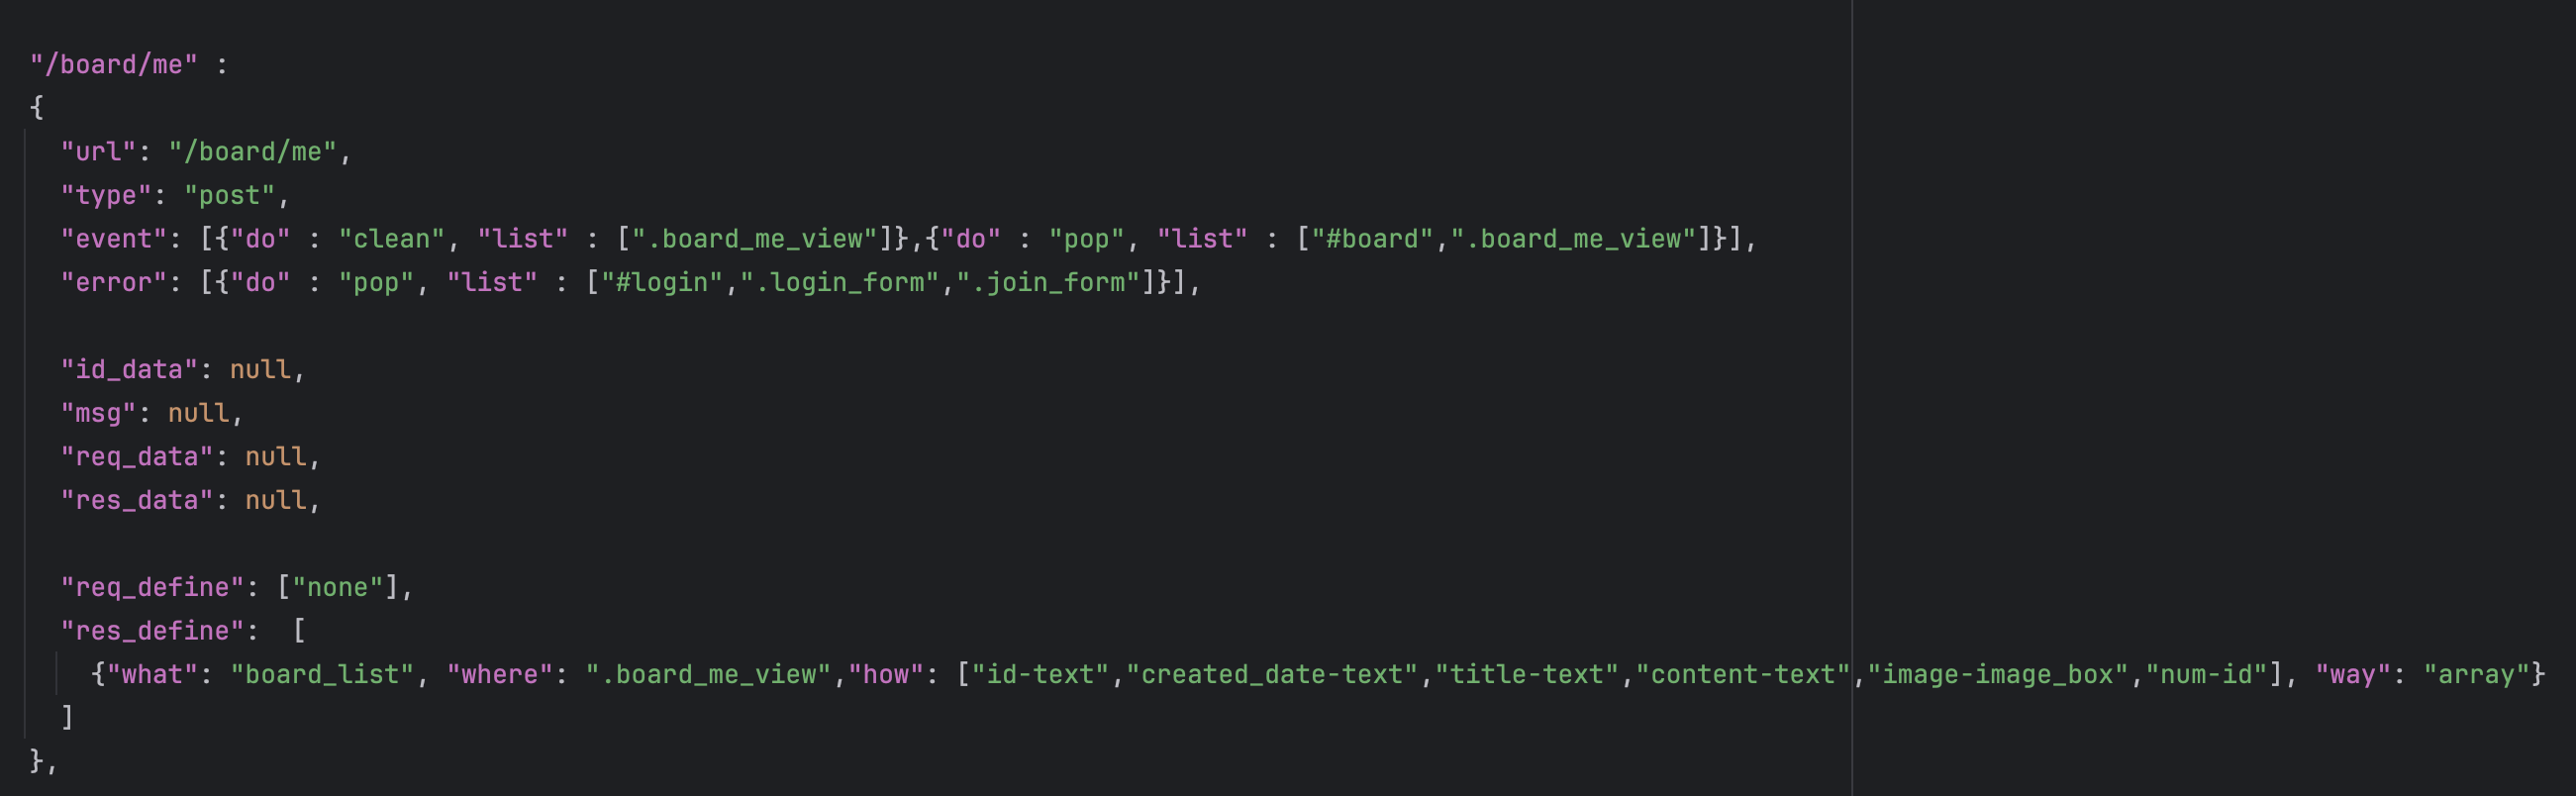 "/board/me" :
{
"url": "/board/me",
"type": "post",
"event": [{"do" : "clean", "list" : [".board_me_view"]},{"do" : "pop", "list" : ["#board",".board_me_view"]}],
"error": [{"do" : "pop", "list" : ["#login",".login_form",".join_form"]}],
"id_data": null,
"msg": null,
"req_data": null,
"res_data": null,
"req_define": ["none"],
"res_define":  [
{"what": "board_list", "where": ".board_me_view","how": ["id-text","created_date-text","title-text","content-text","image-image_box","num-id"], "way": "array"}
]
},